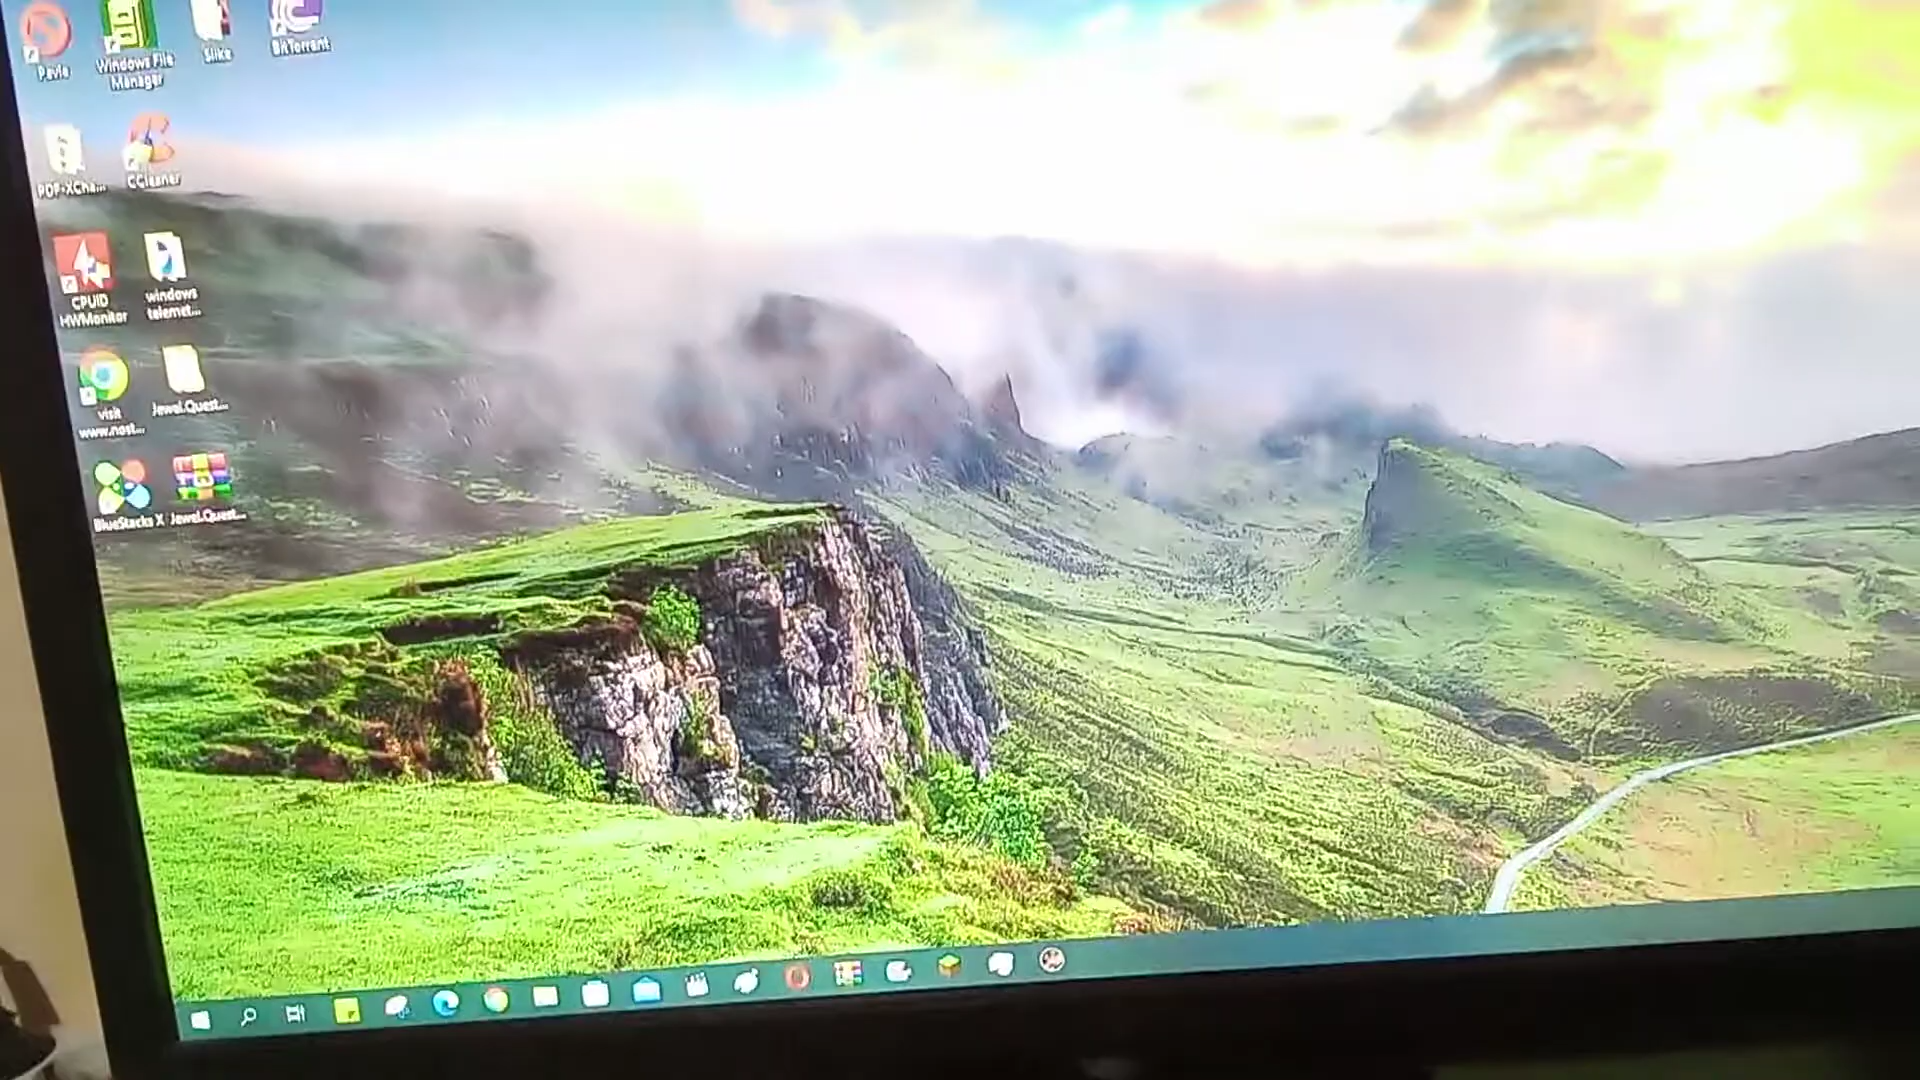 Pavle
Windows File
Manager
Slike
BitTorrent
PDF-XCha...
CCleaner
CPUID
HWMonitor
windows
telemet...
visit
www.nost...
Jewel.Quest...
BlueStacks X
Jewel.Quest...